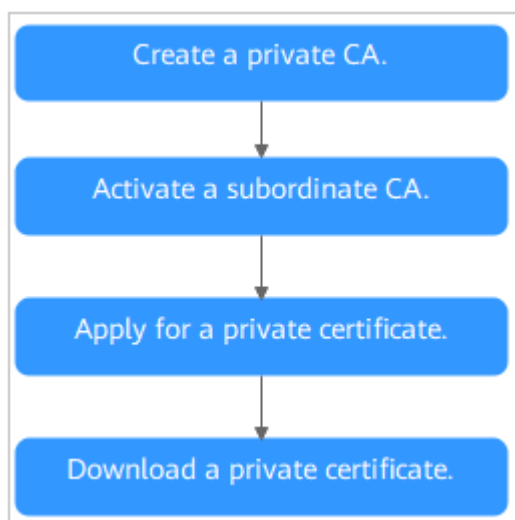 Create a private CA.
Activate a subordinate CA.
Apply for a private certificate.
Download a private certificate.